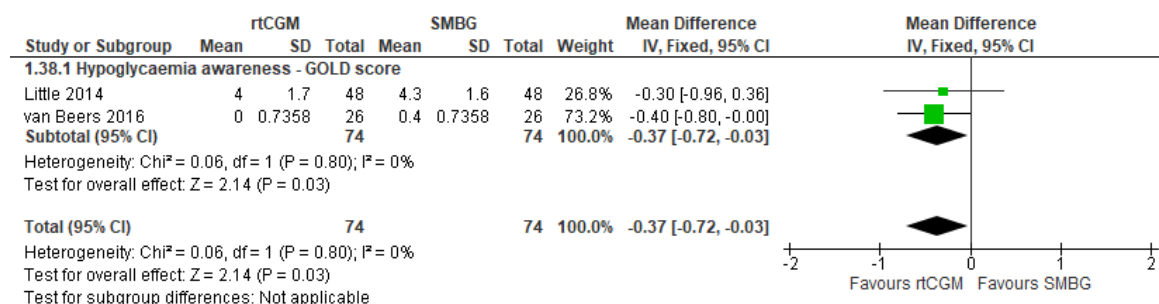 rtCGM SMBG Mean Difference Mean Difference
Study or Subgroup Mean SD Total Mean SD Total Weight IV, Fixed, 95% CI IV, Fixed, 95% CI
1.38.1 Hypoglycaemia awareness - GOLD score
Little 2014 4 1.7 48 4.3 1.6 48 26.8% -0.30 [-0.96, 0.36]
van Beers 2016 0 0.7358 26 0.4 0.7358 26 73.2% -0.40 [-0.80, -0.00]
Subtotal (95% CI) 74 74 100.0% -0.37 [-0.72, -0.03]
Heterogeneity: Chi² = 0.06, df = 1 (P = 0.80); I² = 0%
Test for overall effect: Z = 2.14 (P = 0.03)
Total (95% CI) 74 74 100.0% -0.37 [-0.72, -0.03]
Heterogeneity: Chi² = 0.06, df = 1 (P = 0.80); I² = 0%
Test for overall effect: Z = 2.14 (P = 0.03)
Test for subgroup differences: Not applicable
-2 -1 0 1 2
Favours rtCGM Favours SMBG